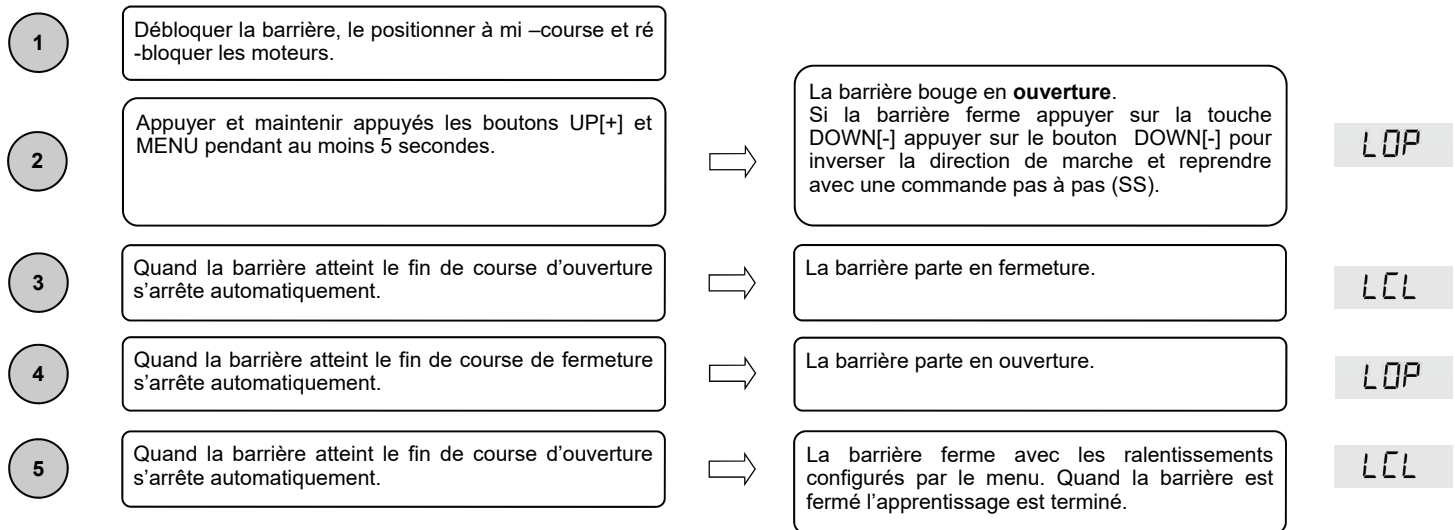 1
Débloquer la barrière, le positionner à mi –course et ré
-bloquer les moteurs.
2
Appuyer et maintenir appuyés les boutons UP[+] et
MENU pendant au moins 5 secondes.
La barrière bouge en ouverture.
Si la barrière ferme appuyer sur la touche
DOWN[-] appuyer sur le bouton DOWN[-] pour
inverser la direction de marche et reprendre
avec une commande pas à pas (SS).
LOP
3
Quand la barrière atteint le fin de course d’ouverture
s’arrête automatiquement.
La barrière parte en fermeture.
LCL
4
Quand la barrière atteint le fin de course de fermeture
s’arrête automatiquement.
La barrière parte en ouverture.
LOP
5
Quand la barrière atteint le fin de course d’ouverture
s’arrête automatiquement.
La barrière ferme avec les ralentissements
configurés par le menu. Quand la barrière est
fermé l’apprentissage est terminé.
LCL